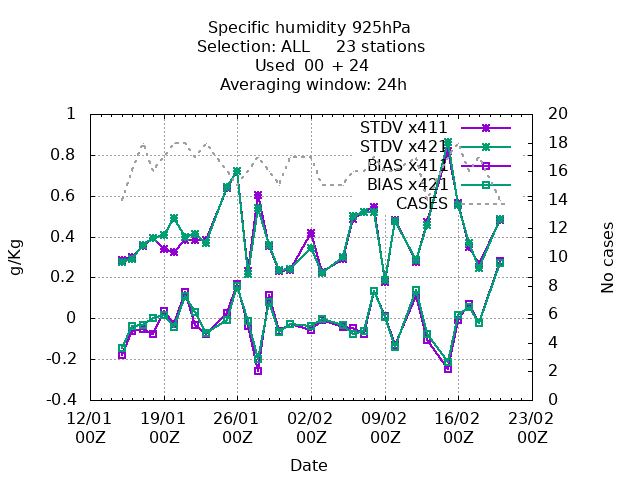 Specific humidity 925hPa
Selection: ALL     23 stations
Used  00  + 24
Averaging window: 24h
STDV x411
STDV x421
BIAS x411
BIAS x421
CASES
g/Kg
1
0.8
0.6
0.4
0.2
0
-0.2
-0.4
20
18
16
14
12
10
8
6
4
2
0
No cases
12/01 19/01 26/01 02/02 09/02 16/02 23/02
00Z 00Z 00Z 00Z 00Z 00Z 00Z
Date